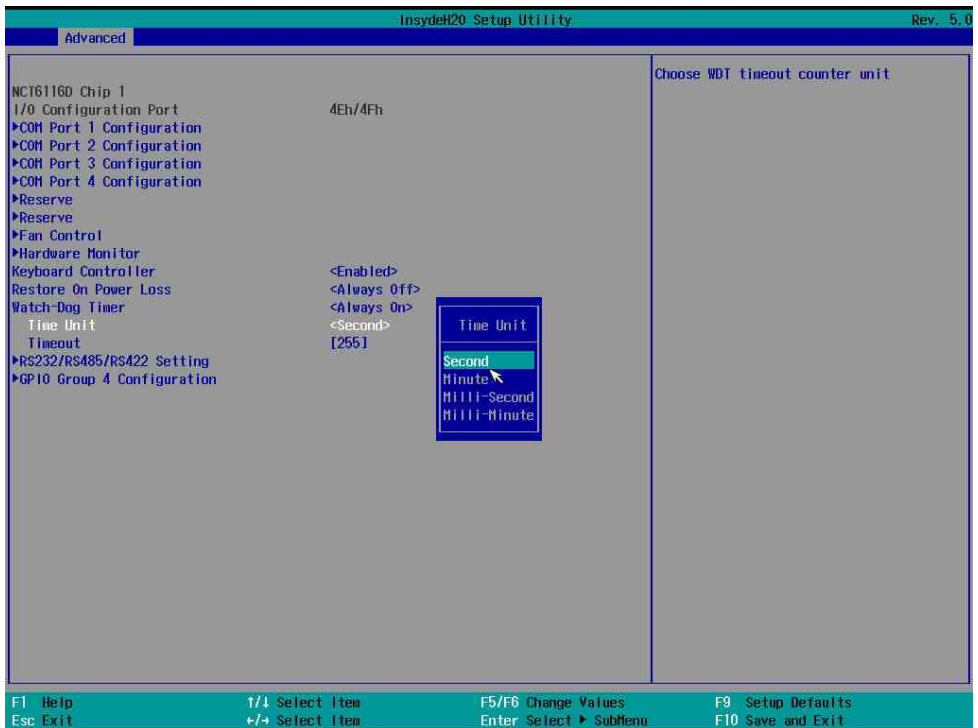 InsydeH20 Setup Utility Rev. 5.0
Advanced
Choose WDT timeout counter unit
NCT6116D Chip 1
I/O Configuration Port 4Eh/4Fh
▶COM Port 1 Configuration
▶COM Port 2 Configuration
▶COM Port 3 Configuration
▶COM Port 4 Configuration
▶Reserve
▶Reserve
▶Fan Control
▶Hardware Monitor
Keyboard Controller <Enabled>
Restore On Power Loss <Always Off>
Watch-Dog Timer <Always On>
Time Unit <Second>
Timeout [255]
▶RS232/RS485/RS422 Setting
▶GPIO Group 4 Configuration
Time Unit
Second
Minute
Milli-Second
Milli-Minute
F1 Help ↑/↓ Select Item F5/F6 Change Values F9 Setup Defaults
Esc Exit ←/→ Select Item Enter Select ▶ SubMenu F10 Save and Exit